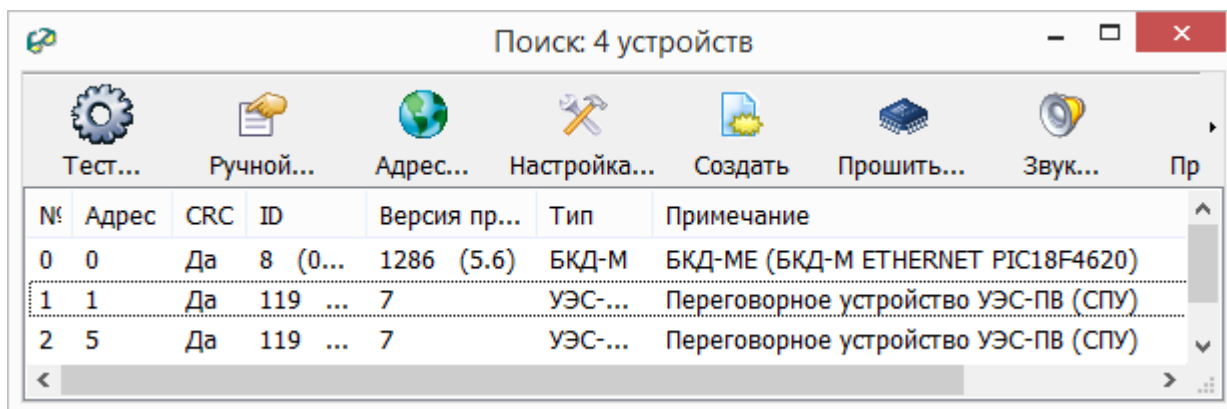 Поиск: 4 устройств
Тест... Ручной... Адрес... Настройка... Создать Прошить... Звук... Пр
№ Адрес CRC ID Версия пр... Тип Примечание
0 0 Да 8 (0... 1286 (5.6) БКД-М БКД-МЕ (БКД-М ETHERNET PIC18F4620)
1 1 Да 119 ... 7 УЭС-... Переговорное устройство УЭС-ПВ (СПУ)
2 5 Да 119 ... 7 УЭС-... Переговорное устройство УЭС-ПВ (СПУ)